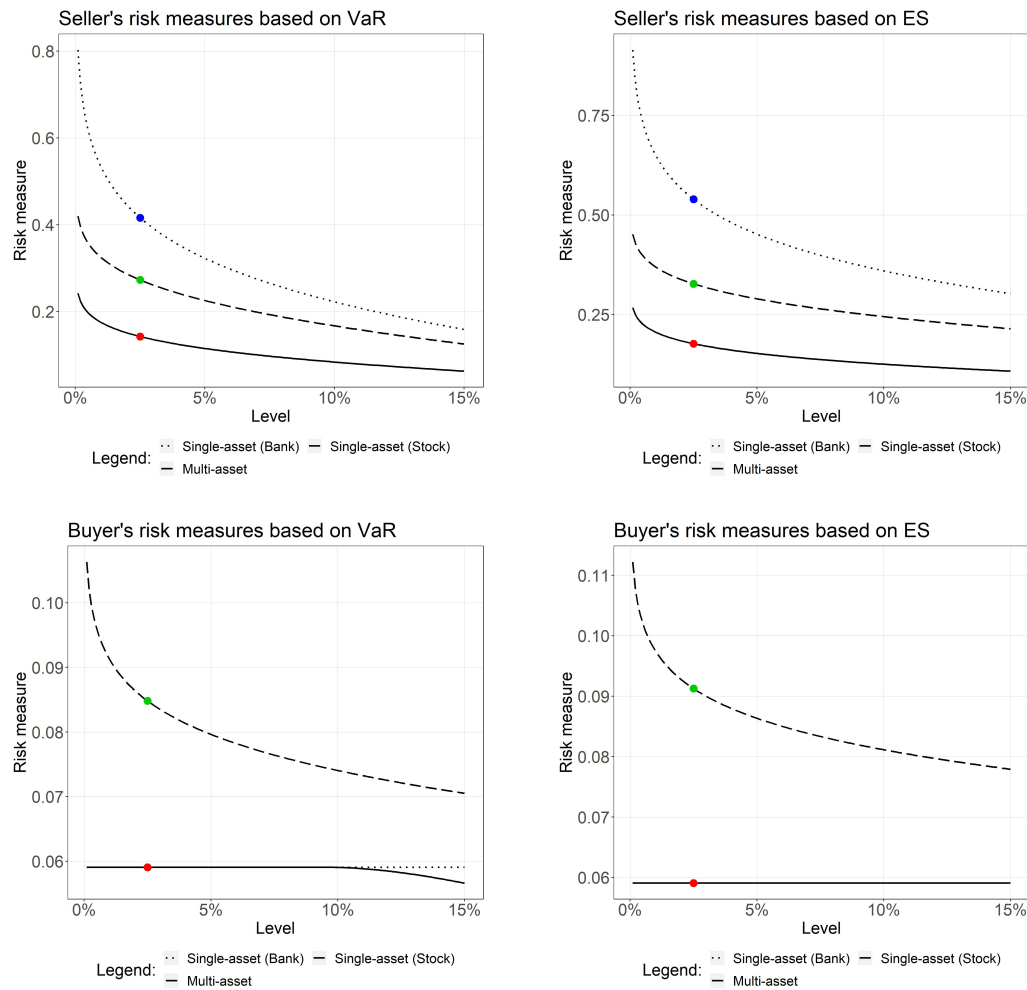 Seller's risk measures based on VaR
Risk measure
0.8
0.6
0.4
0.2
0%
5%
10%
15%
Level
Legend:
Single-asset (Bank)
Single-asset (Stock)
Multi-asset
Seller's risk measures based on ES
Risk measure
0.75
0.50
0.25
0%
5%
10%
15%
Level
Legend:
Single-asset (Bank)
Single-asset (Stock)
Multi-asset
Buyer's risk measures based on VaR
Risk measure
0.10
0.09
0.08
0.07
0.06
0%
5%
10%
15%
Level
Legend:
Single-asset (Bank)
Single-asset (Stock)
Multi-asset
Buyer's risk measures based on ES
Risk measure
0.11
0.10
0.09
0.08
0.07
0.06
0%
5%
10%
15%
Level
Legend:
Single-asset (Bank)
Single-asset (Stock)
Multi-asset